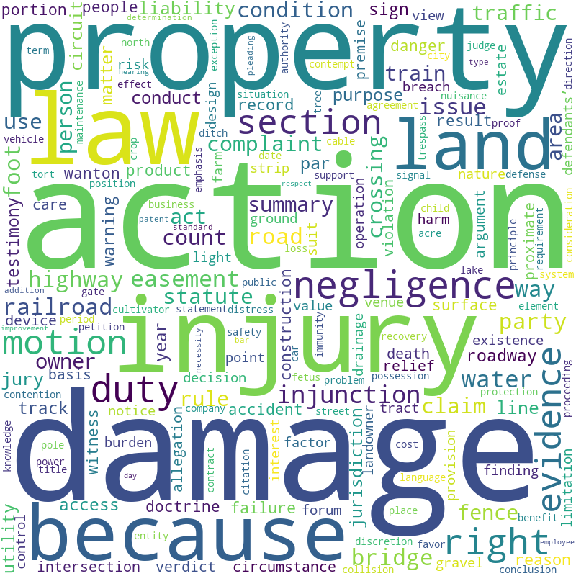 portion people liability condition sign view traffic
determination north circuit exception pleading authority contempt judge city type direction
term risk danger premise estate
property
hearing matter effect conduct design situation tree purpose train breach agreement nuisance trespass
law
maintenance person record issue result proof defendants'
use section land area
vehicle wanton complaint ditch cable
foot tort crop product farm emphasis date par crossing signal defense nature
testimony position strip support operation
care warning business act respect summary harm child argument proximate consideration
action
patent standard count ground loss suit violation acre principle requirement system
light road
highway easement lake
addition gate public negligence way
railroad statute value venue surface element
device period cultivator statement distress construction immunity drainage
injury
improvement petition necessity safety car bar recovery party existence
motion year point death roadway
owner fetus relief possession protection proceeding
jury basis decision problem water
contention duty injunction
track notice rule company accident street tract claim line
knowledge pole witness allegation burden interest factor jurisdiction landowner cost language provision evidence limitation
damage
power title day contract citation finding
control access doctrine place fence
utility failure forum discretion benefit
because entity favor right
bridge gravel reason employee
intersection verdict circumstance collision conclusion